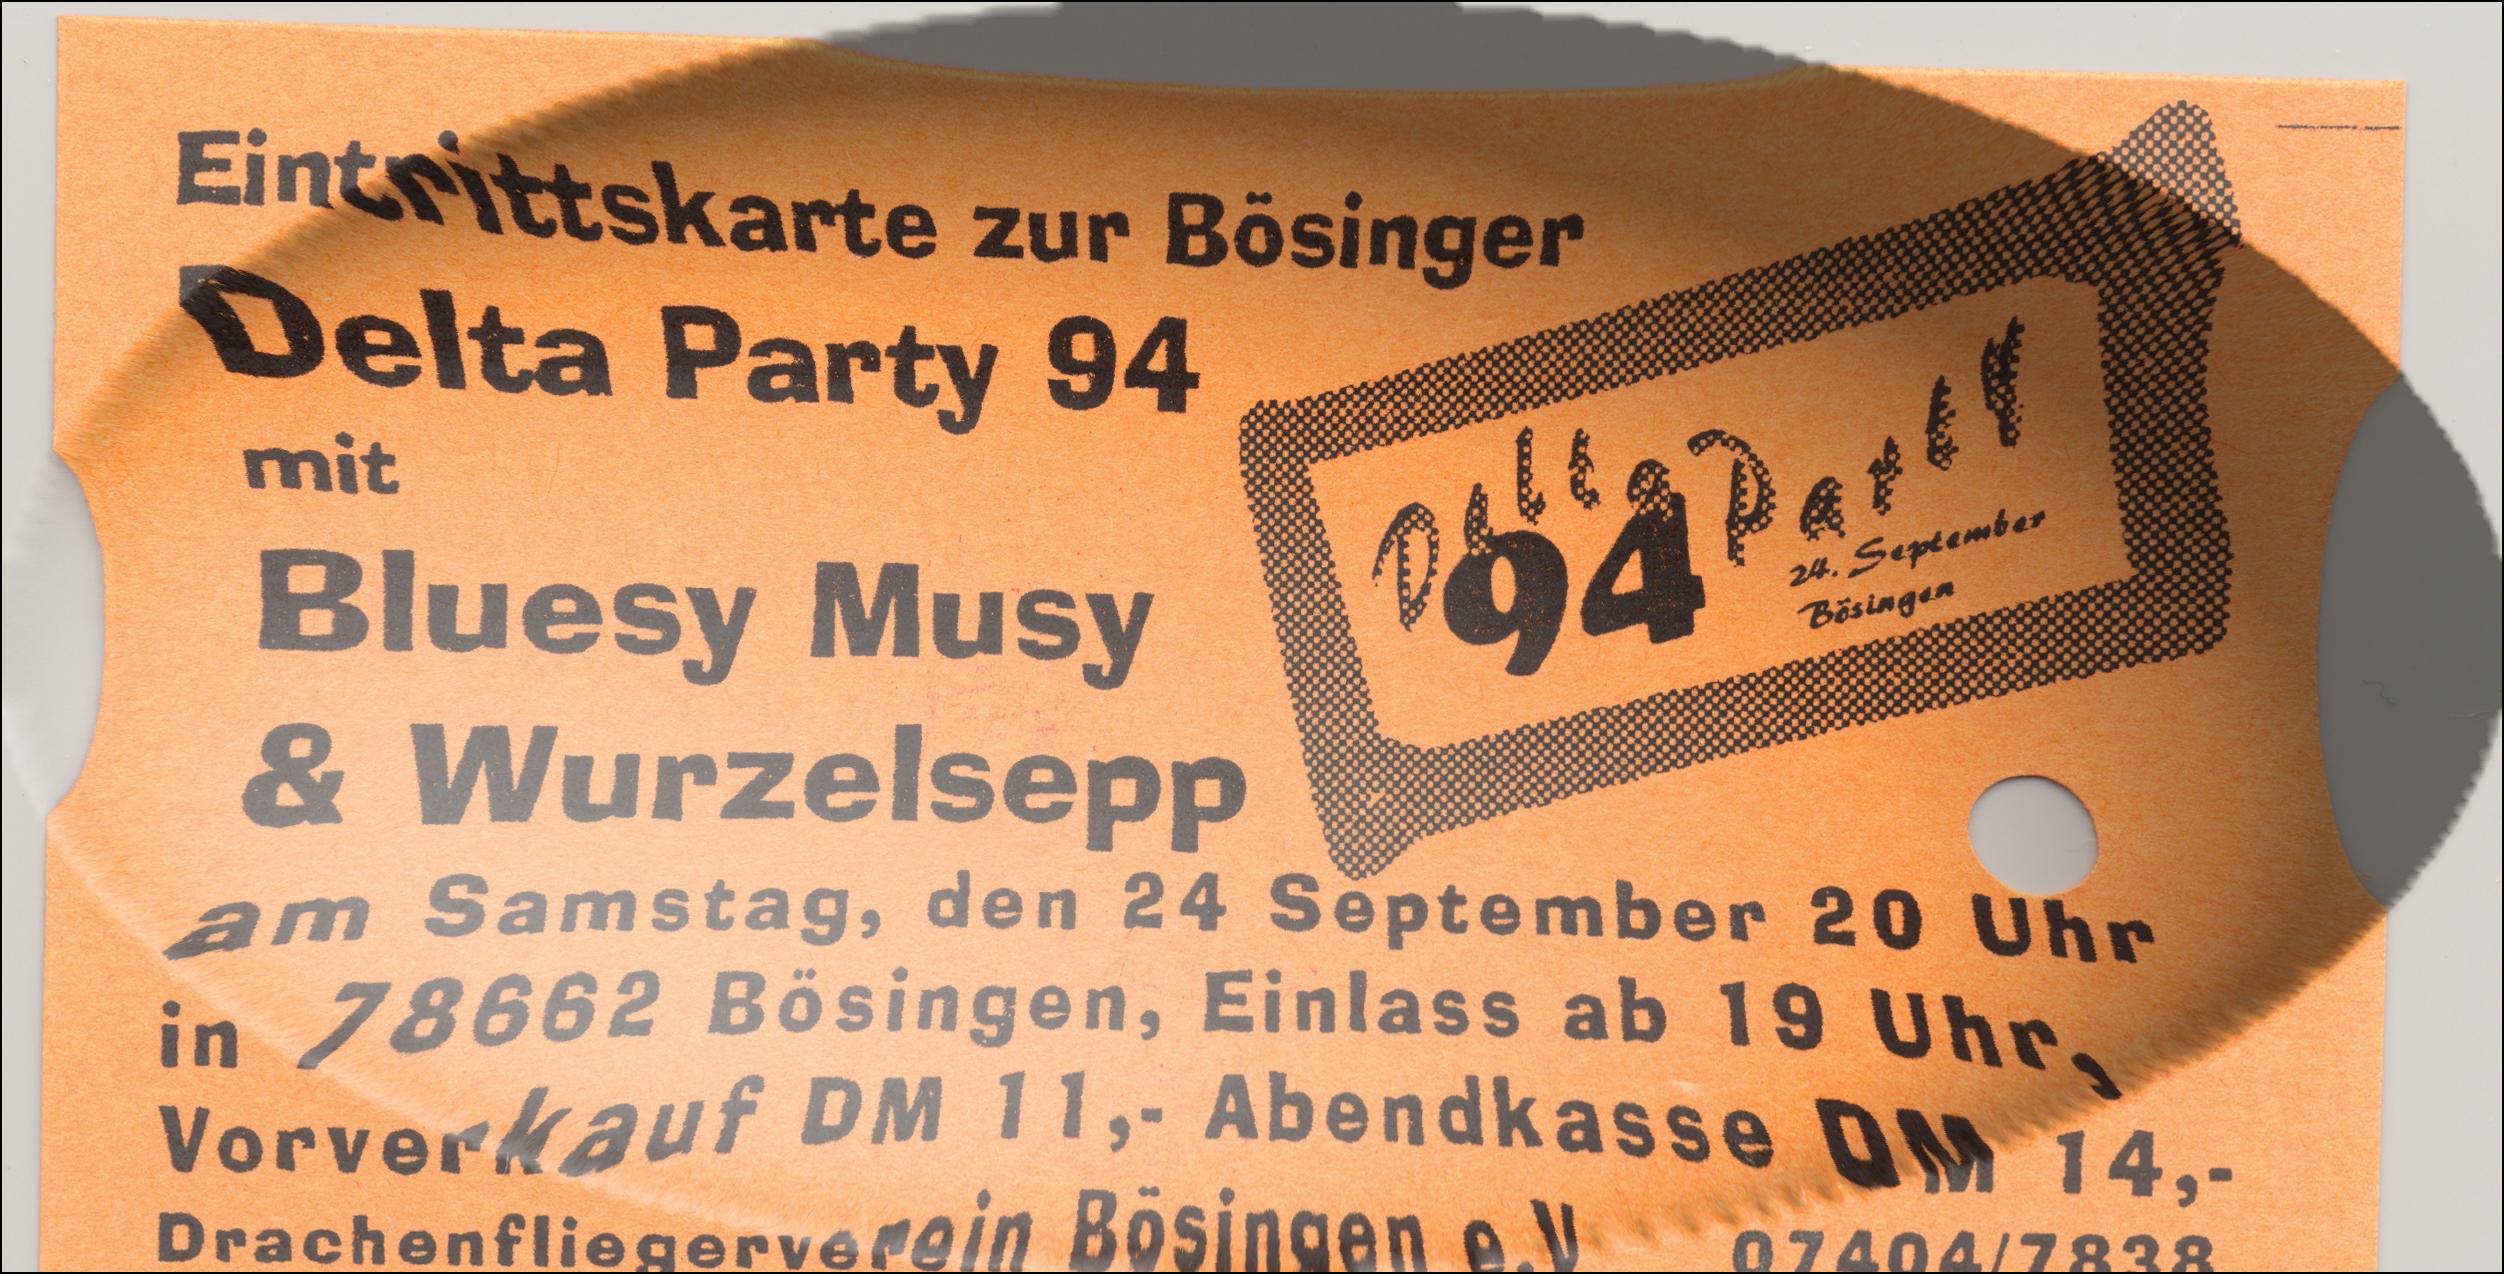 Eintrittskarte zur Bösinger
Delta Party 94
mit
Bluesy Musy
& Wurzelsepp
Delta Party
94
24. September
Bösingen
am Samstag, den 24 September 20 Uhr
in 78662 Bösingen, Einlass ab 19 Uhr,
Vorverkauf DM 11,- Abendkasse DM 14,-
Drachenfliegerverein Bösingen e.V 07404/7838